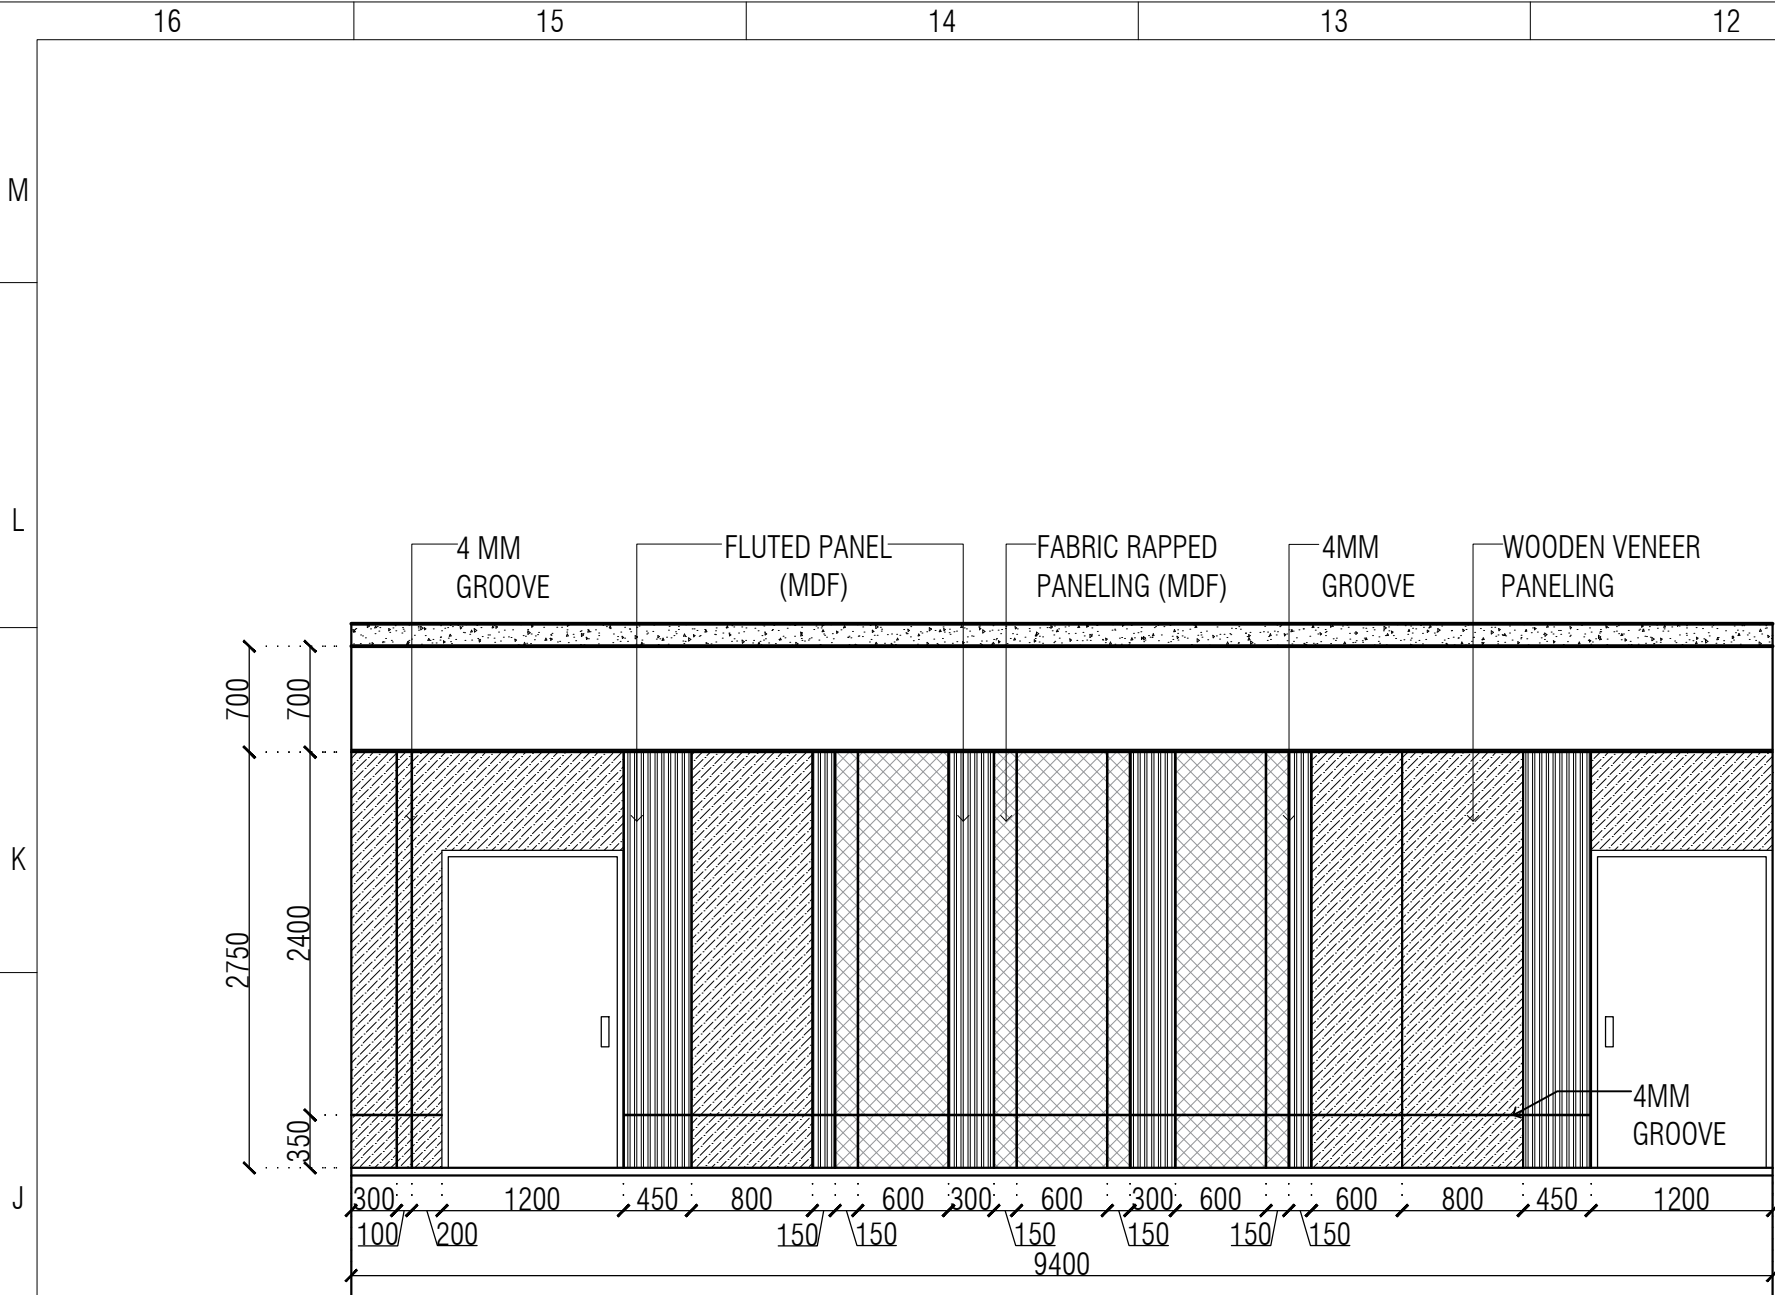 16 15 14 13 12
M
L
K
J
4 MM
GROOVE
FLUTED PANEL
(MDF)
FABRIC RAPPED
PANELING (MDF)
4MM
GROOVE
WOODEN VENEER
PANELING
700
700
2750
2400
350
4MM
GROOVE
300 1200 450 800 600 300 600 300 600 600 800 450 1200
100 200 150 150 150 150 150 150
9400